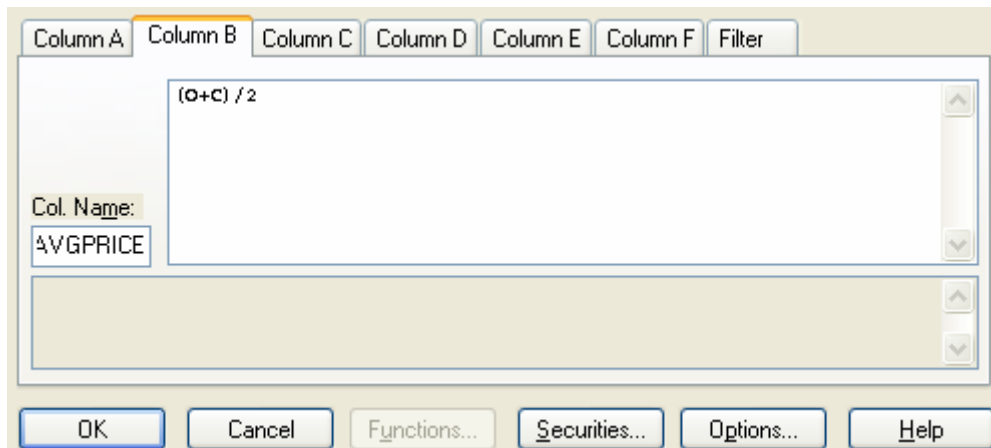 Column A Column B Column C Column D Column E Column F Filter
(O+C) / 2
Col. Name:
AVGPRICE
OK Cancel Functions... Securities... Options... Help